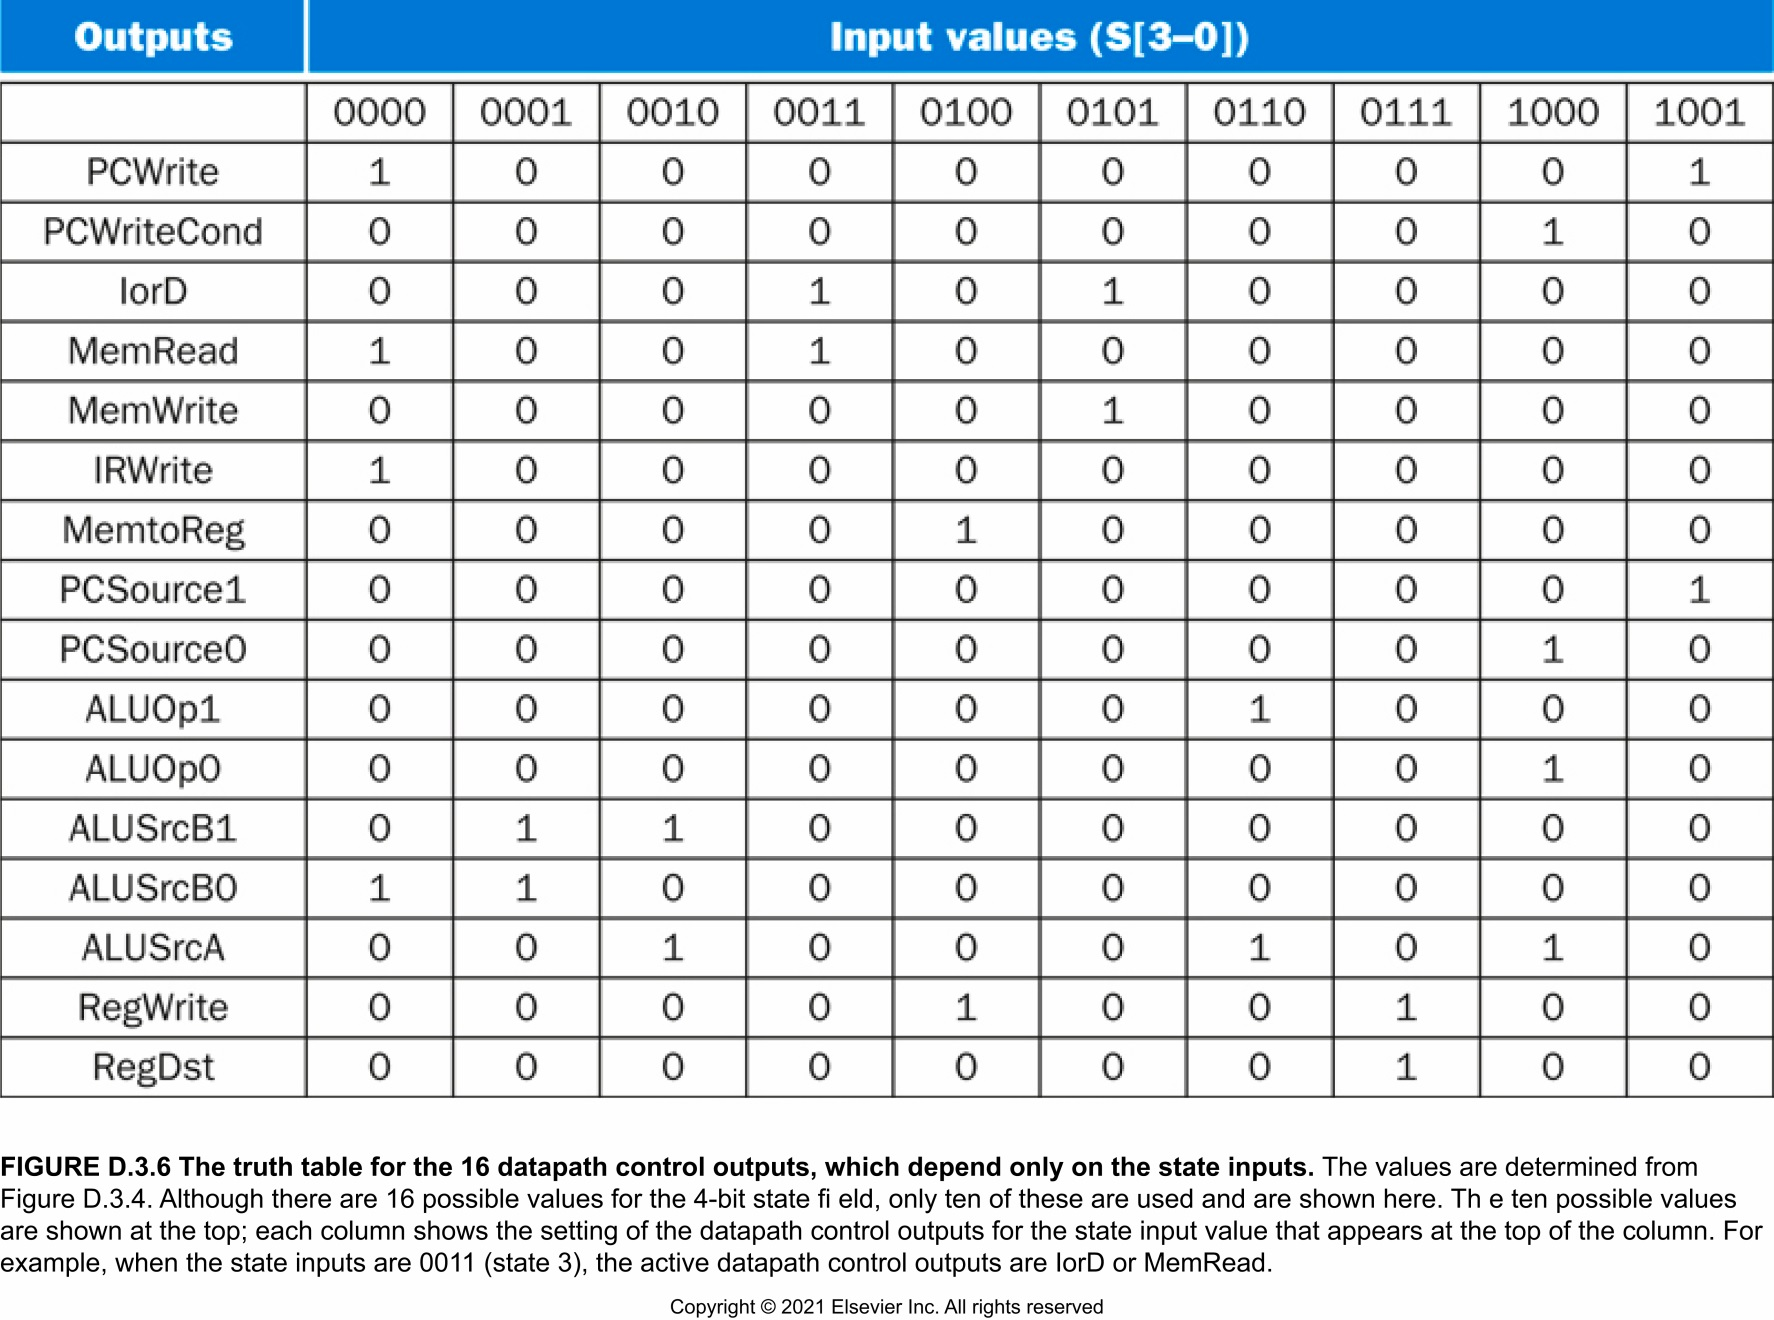 Outputs Input values (S[3–0])
0000 0001 0010 0011 0100 0101 0110 0111 1000 1001
PCWrite 1 0 0 0 0 0 0 0 0 1
PCWriteCond 0 0 0 0 0 0 0 0 1 0
IorD 0 0 0 1 0 1 0 0 0 0
MemRead 1 0 0 1 0 0 0 0 0 0
MemWrite 0 0 0 0 0 1 0 0 0 0
IRWrite 1 0 0 0 0 0 0 0 0 0
MemtoReg 0 0 0 0 1 0 0 0 0 0
PCSource1 0 0 0 0 0 0 0 0 0 1
PCSource0 0 0 0 0 0 0 0 0 1 0
ALUOp1 0 0 0 0 0 0 1 0 0 0
ALUOp0 0 0 0 0 0 0 0 0 1 0
ALUSrcB1 0 1 1 0 0 0 0 0 0 0
ALUSrcB0 1 1 0 0 0 0 0 0 0 0
ALUSrcA 0 0 1 0 0 0 1 0 1 0
RegWrite 0 0 0 0 1 0 0 1 0 0
RegDst 0 0 0 0 0 0 0 1 0 0
FIGURE D.3.6 The truth table for the 16 datapath control outputs, which depend only on the state inputs. The values are determined from
Figure D.3.4. Although there are 16 possible values for the 4-bit state fi eld, only ten of these are used and are shown here. Th e ten possible values
are shown at the top; each column shows the setting of the datapath control outputs for the state input value that appears at the top of the column. For
example, when the state inputs are 0011 (state 3), the active datapath control outputs are IorD or MemRead.
Copyright © 2021 Elsevier Inc. All rights reserved